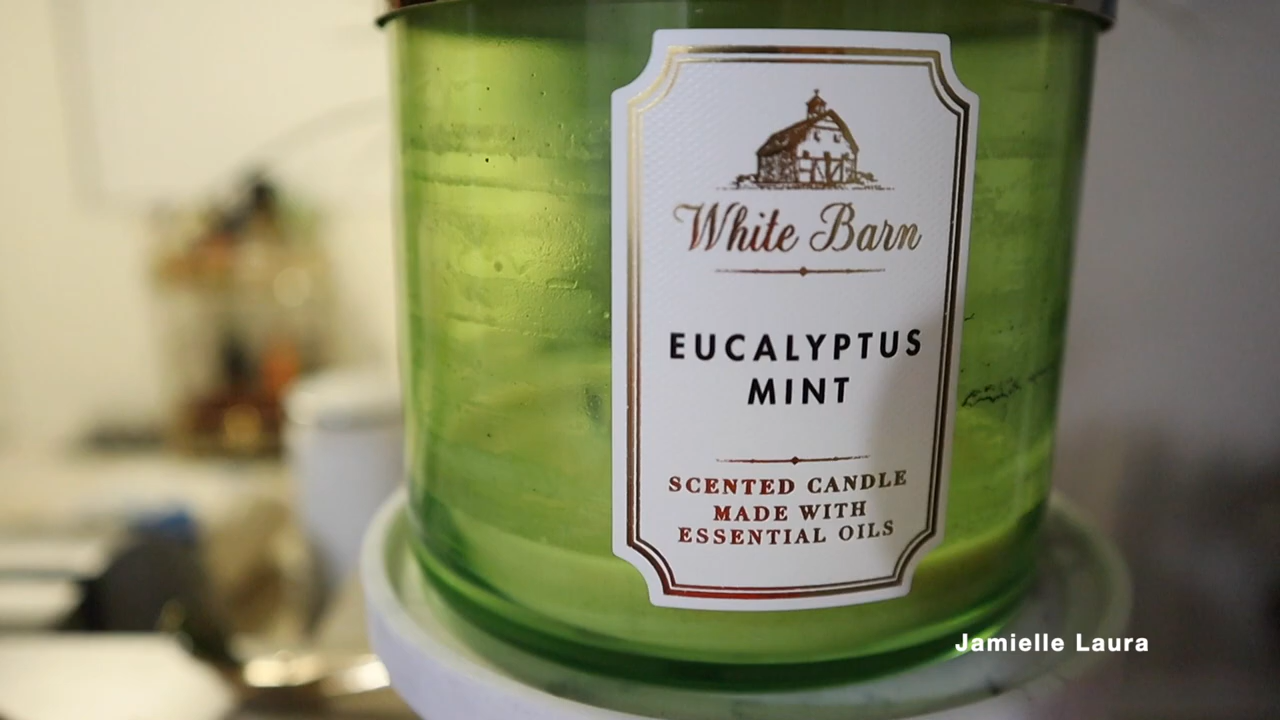 White Barn
EUCALYPTUS
MINT
SCENTED CANDLE
MADE WITH
ESSENTIAL OILS
Jamielle Laura